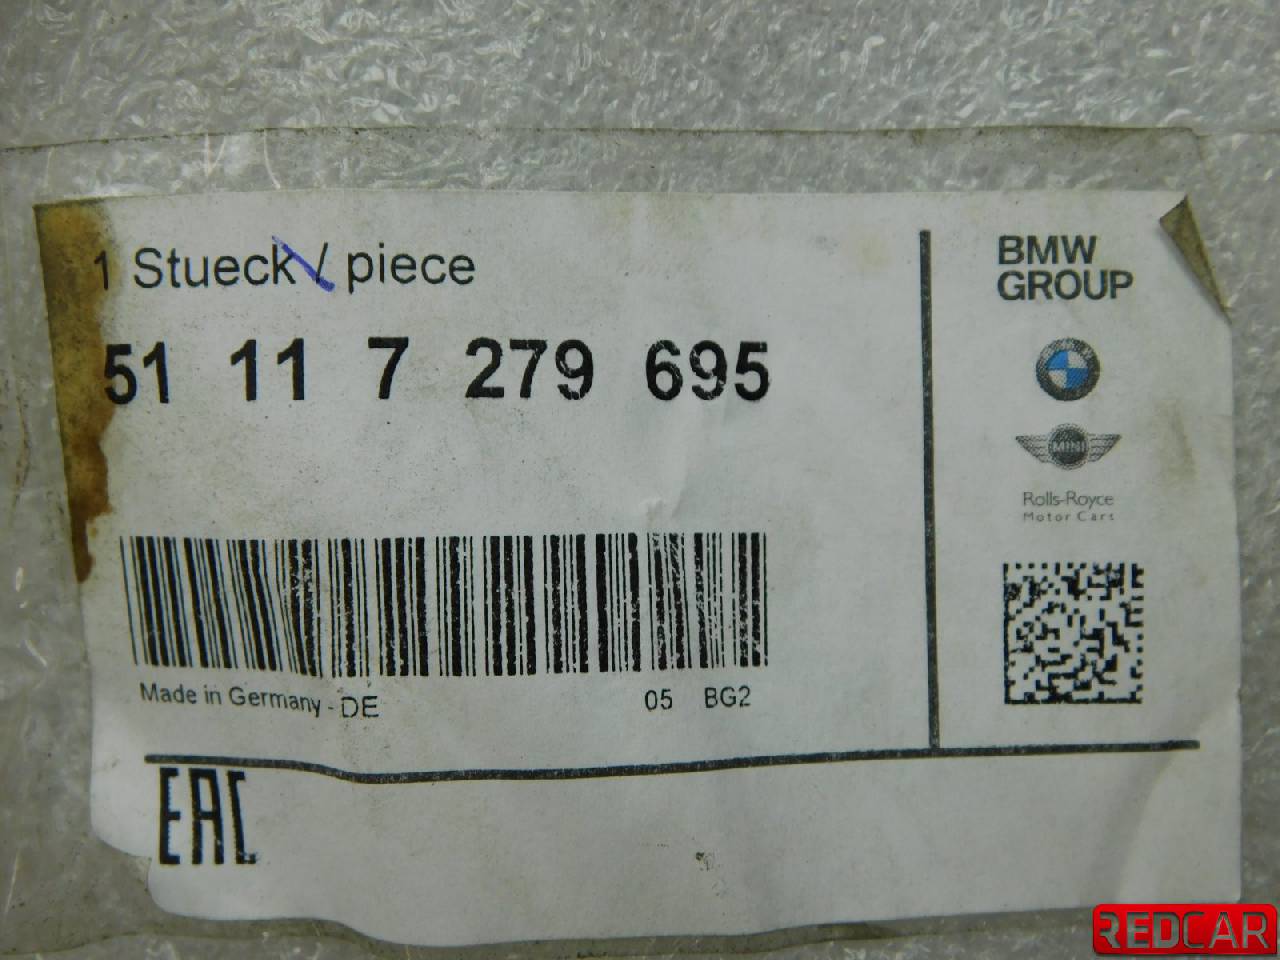 1 Stueck / piece
51 11 7 279 695
Made in Germany - DE
05 BG2
BMW
GROUP
MINI
Rolls-Royce
Motor Cars
EAC
REDCAR